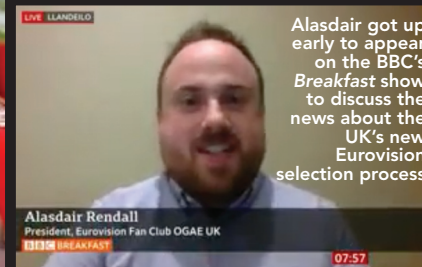 LIVE LLANDEILO
Alasdair got up
early to appear
on the BBC's
Breakfast show
to discuss the
news about the
UK's new
Eurovision
selection process
Alasdair Rendall
President, Eurovision Fan Club OGAE UK
BBC BREAKFAST
07:57